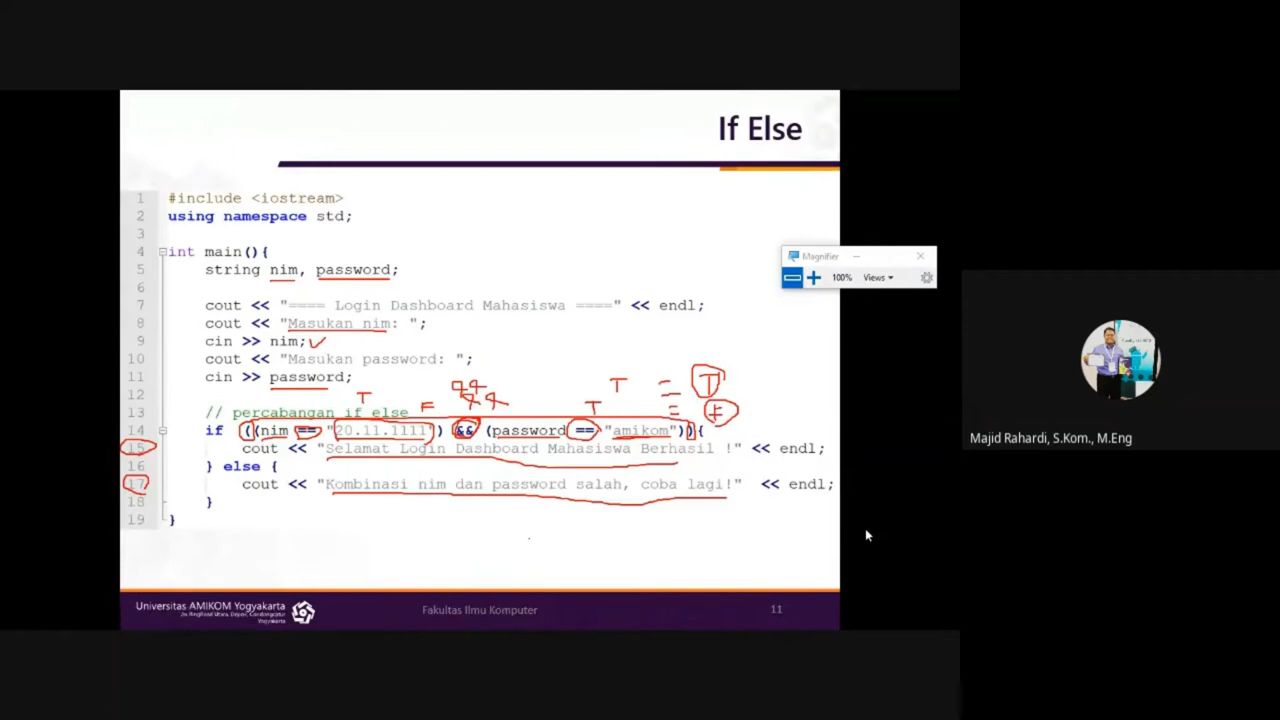 If Else
1 #include <iostream>
2 using namespace std;
3
4 int main(){
5 string nim, password;
6
7 cout << "==== Login Dashboard Mahasiswa ====" << endl;
8 cout << "Masukan nim: ";
9 cin >> nim;
10 cout << "Masukan password: ";
11 cin >> password;
12
T && T = T
F && T = F
13 // percabangan if else
14 if ((nim == "20.11.1111") && (password == "amikom")){
15 cout << "Selamat Login Dashboard Mahasiswa Berhasil !" << endl;
16 } else {
17 cout << "Kombinasi nim dan password salah, coba lagi!" << endl;
18 }
19 }
Magnifier
100% Views
Majid Rahardi, S.Kom., M.Eng
Universitas AMIKOM Yogyakarta
Yogyakarta
Fakultas Ilmu Komputer
11